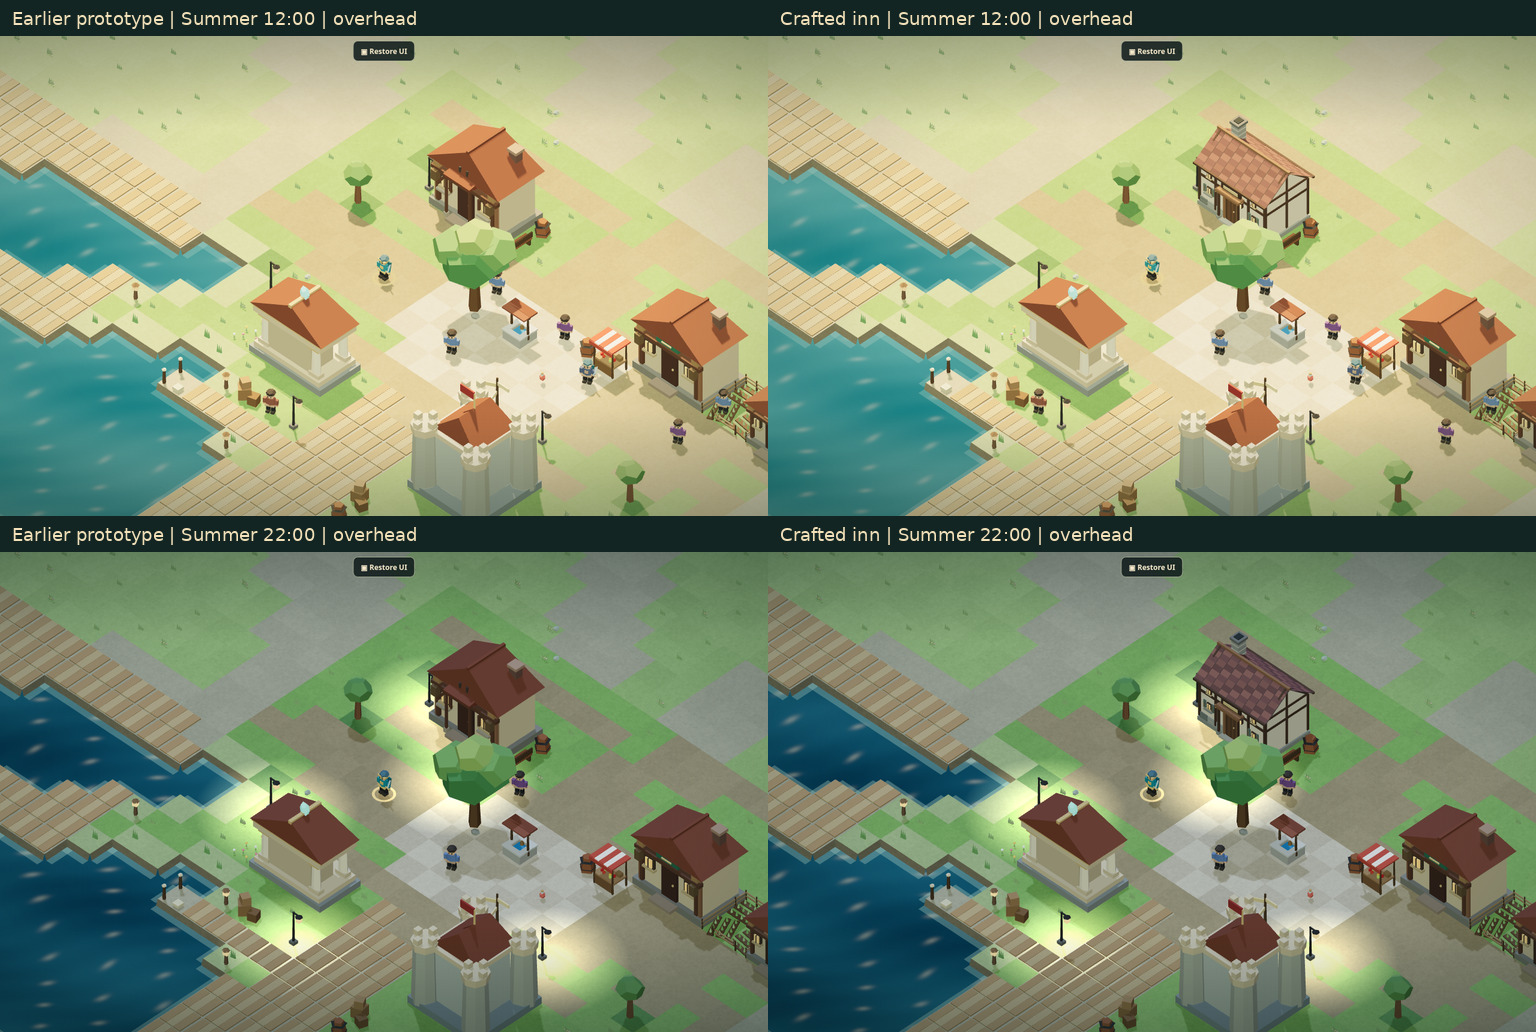 Earlier prototype | Summer 12:00 | overhead
Crafted inn | Summer 12:00 | overhead
Restore UI
Restore UI
Earlier prototype | Summer 22:00 | overhead
Crafted inn | Summer 22:00 | overhead
Restore UI
Restore UI